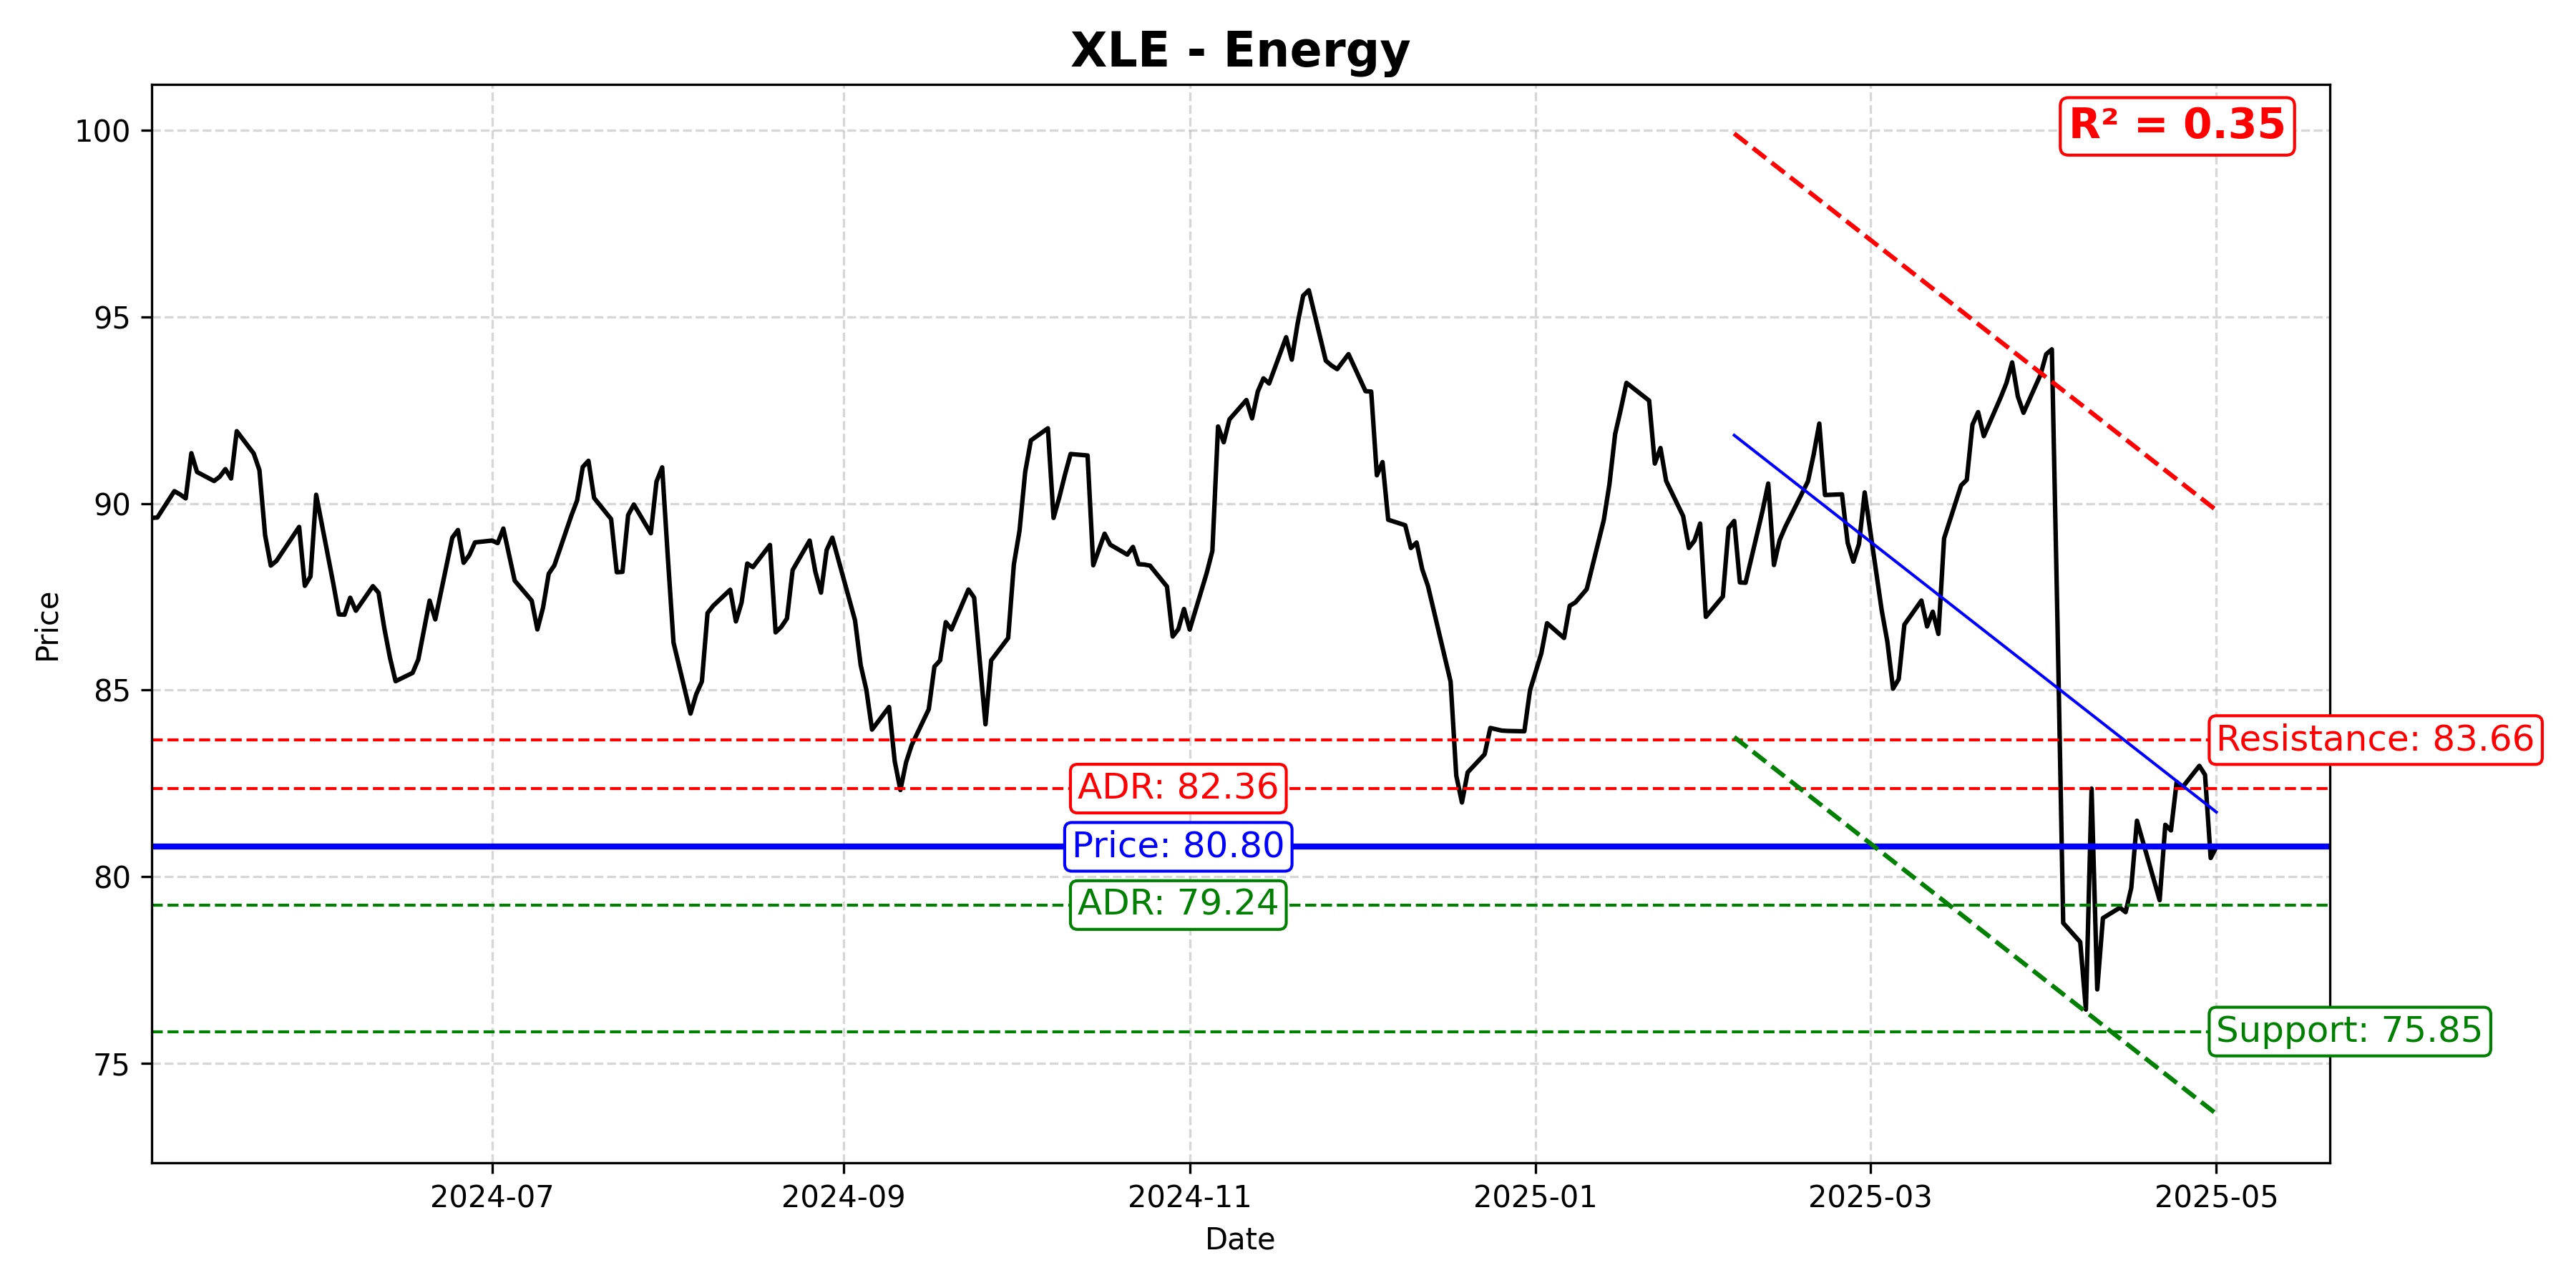 XLE - Energy
R² = 0.35
100
95
90
85
80
75
Price
Resistance: 83.66
ADR: 82.36
Price: 80.80
ADR: 79.24
Support: 75.85
2024-07
2024-09
2024-11
2025-01
2025-03
2025-05
Date